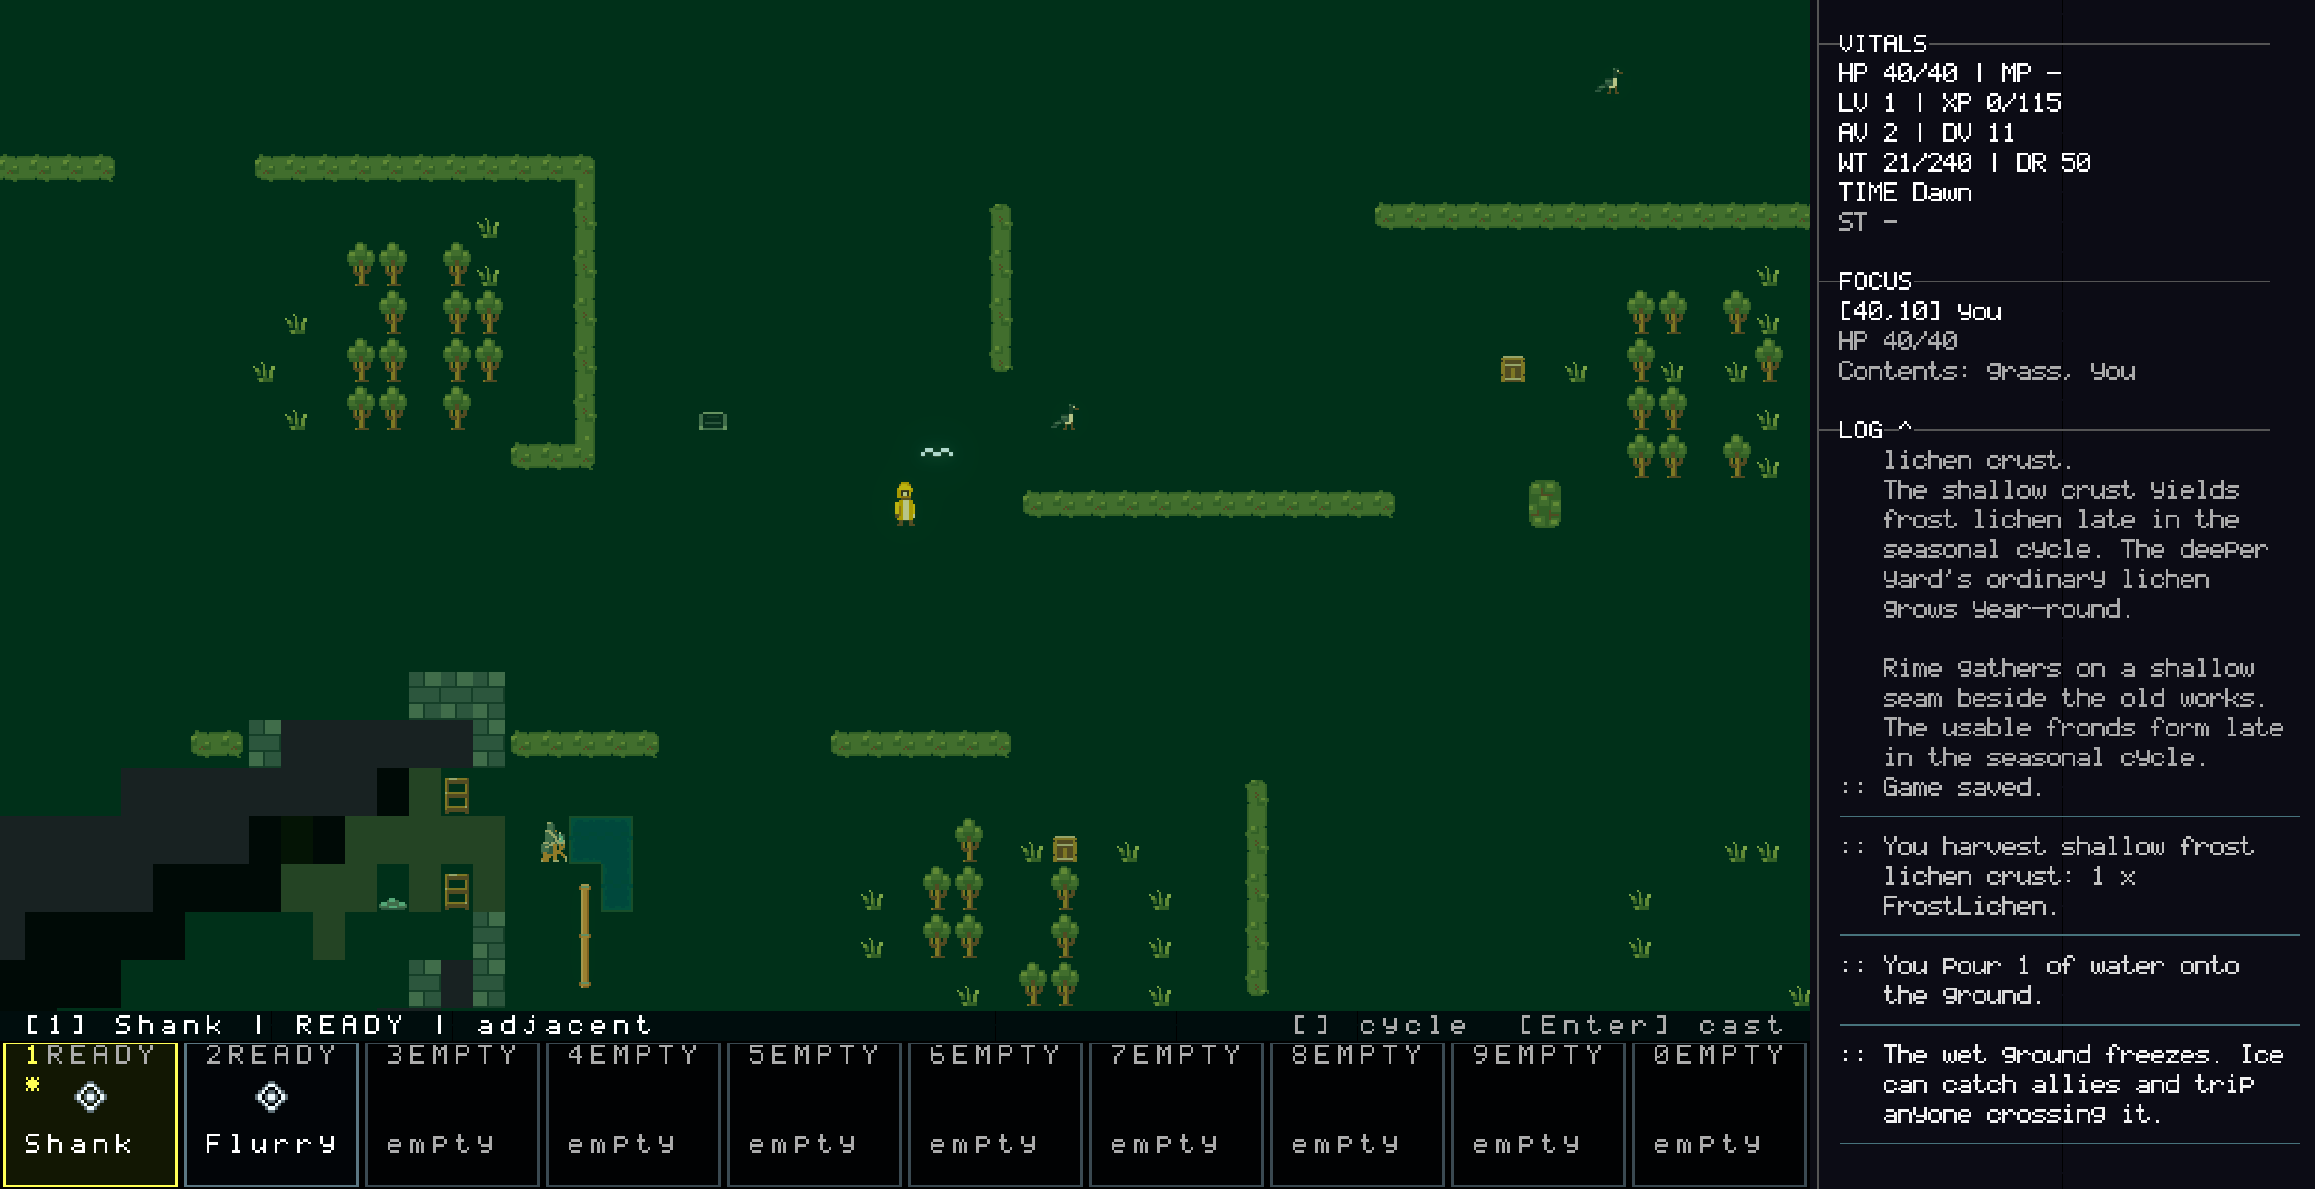 VITALS
HP 40/40 | MP -
LV 1 | XP 0/115
AV 2 | DV 11
WT 21/240 | DR 50
TIME Dawn
ST -
FOCUS
[40,10] you
HP 40/40
Contents: grass, you
LOG ^
lichen crust.
The shallow crust yields
frost lichen late in the
seasonal cycle. The deeper
yard's ordinary lichen
grows year-round.
Rime gathers on a shallow
seam beside the old works.
The usable fronds form late
in the seasonal cycle.
:: Game saved.
:: You harvest shallow frost
lichen crust: 1 x
FrostLichen.
:: You pour 1 of water onto
the ground.
:: The wet ground freezes. Ice
can catch allies and trip
anyone crossing it.
[1] Shank | READY | adjacent
[] cycle [Enter] cast
1READY 2READY 3EMPTY 4EMPTY 5EMPTY 6EMPTY 7EMPTY 8EMPTY 9EMPTY 0EMPTY
*
Shank Flurry empty empty empty empty empty empty empty empty